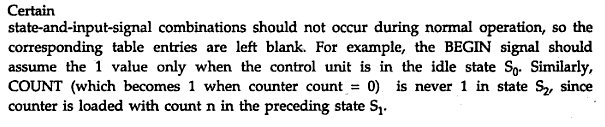 Certain
state-and-input-signal combinations should not occur during normal operation, so the
corresponding table entries are left blank. For example, the BEGIN signal should
assume the 1 value only when the control unit is in the idle state S₀. Similarly,
COUNT (which becomes 1 when counter count = 0) is never 1 in state S₂, since
counter is loaded with count n in the preceding state S₁.